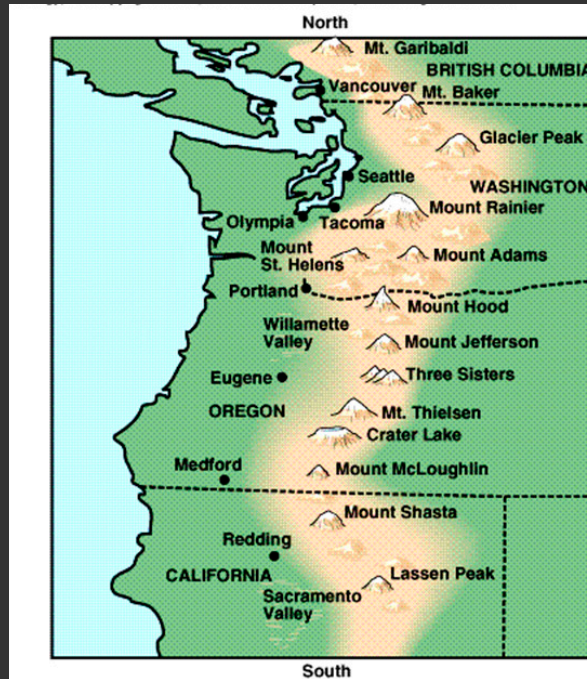 North
Mt. Garibaldi
BRITISH COLUMBIA
Vancouver
Mt. Baker
Glacier Peak
Seattle
WASHINGTON
Mount Rainier
Olympia
Tacoma
Mount
St. Helens
Mount Adams
Portland
Mount Hood
Willamette
Valley
Mount Jefferson
Eugene
Three Sisters
OREGON
Mt. Thielsen
Crater Lake
Medford
Mount McLoughlin
Mount Shasta
Redding
CALIFORNIA
Lassen Peak
Sacramento
Valley
South